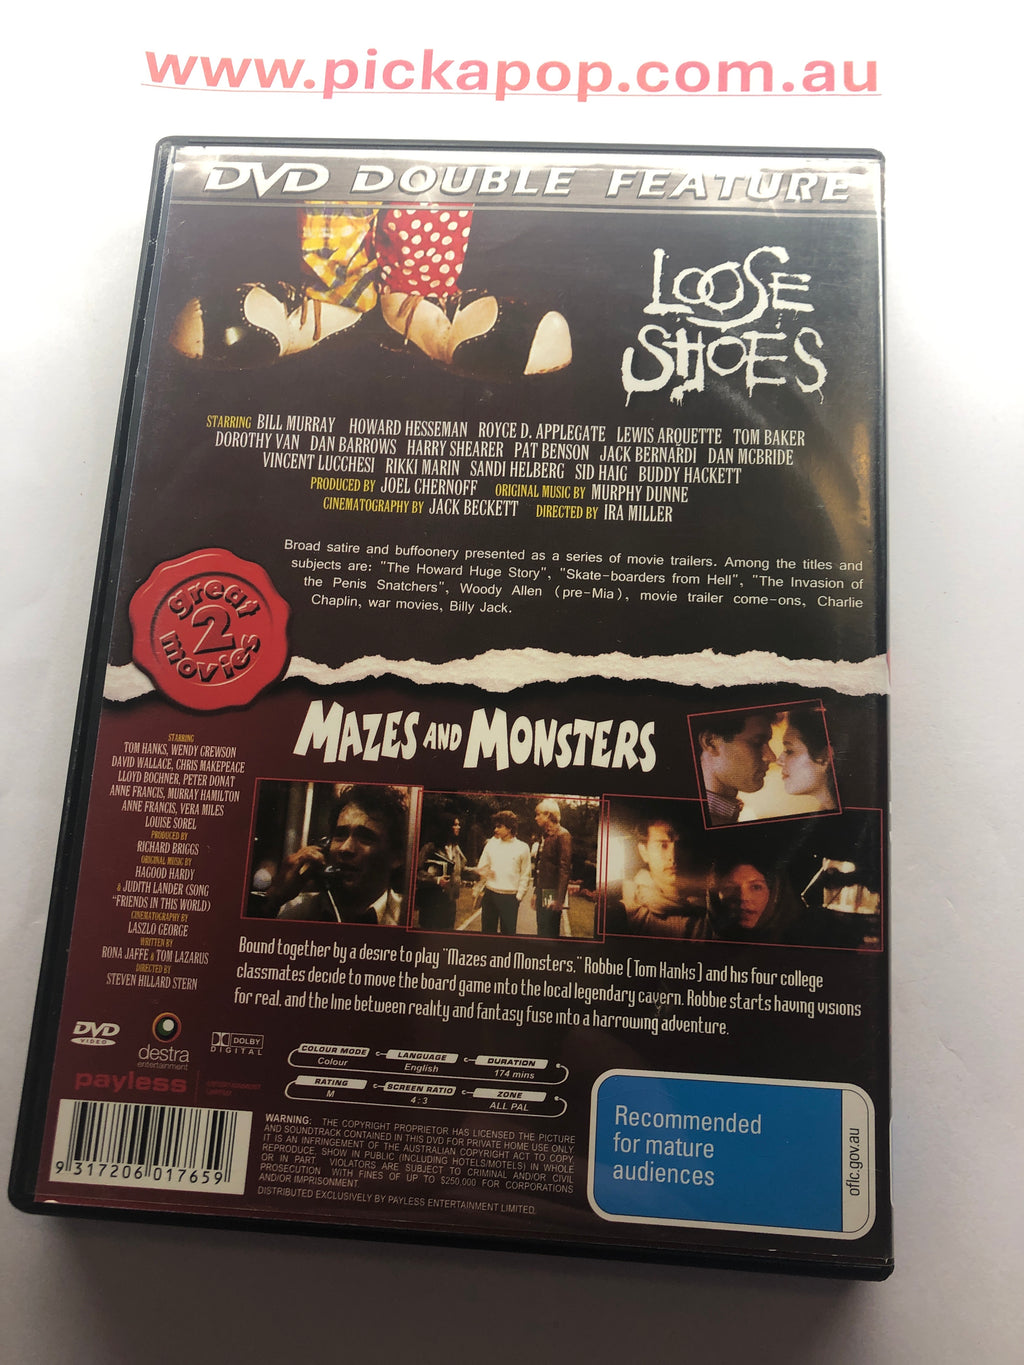 www.pickapop.com.au
DVD DOUBLE FEATURE
LOOSE
SHOES
STARRING BILL MURRAY HOWARD HESSEMAN ROYCE D. APPLEGATE LEWIS ARQUETTE TOM BAKER
DOROTHY VAN DAN BARROWS HARRY SHEARER PAT BENSON JACK BERNARDI DAN MCBRIDE
VINCENT LUCCHESI RIKKI MARIN SANDI HELBERG SID HAIG BUDDY HACKETT
PRODUCED BY JOEL CHERNOFF ORIGINAL MUSIC BY MURPHY DUNNE
CINEMATOGRAPHY BY JACK BECKETT DIRECTED BY IRA MILLER
Broad satire and buffoonery presented as a series of movie trailers. Among the titles and
subjects are: "The Howard Huge Story", "Skate-boarders from Hell", "The Invasion of
the Penis Snatchers", Woody Allen (pre-Mia), movie trailer come-ons, Charlie
Chaplin, war movies, Billy Jack.
great
2
movies
MAZES AND MONSTERS
STARRING
TOM HANKS, WENDY CREWSON
DAVID WALLACE, CHRIS MAKEPEACE
LLOYD BOCHNER, PETER DONAT
ANNE FRANCIS, MURRAY HAMILTON
ANNE FRANCIS, VERA MILES
LOUISE SOREL
PRODUCED BY
RICHARD BRIGGS
ORIGINAL MUSIC BY
HAGOOD HARDY
& JUDITH LANDER (SONG
"FRIENDS IN THIS WORLD)
CINEMATOGRAPHY BY
LASZLO GEORGE
WRITTEN BY
RONA JAFFE & TOM LAZARUS
DIRECTED BY
STEVEN HILLARD STERN
Bound together by a desire to play "Mazes and Monsters," Robbie (Tom Hanks) and his four college
classmates decide to move the board game into the local legendary cavern. Robbie starts having visions
for real, and the line between reality and fantasy fuse into a harrowing adventure.
DVD
VIDEO
destra
entertainment
DOLBY
DIGITAL
payless
COLOUR MODE
Colour
LANGUAGE
English
DURATION
174 mins
RATING
M
SCREEN RATIO
4:3
ZONE
ALL PAL
WARNING: THE COPYRIGHT PROPRIETOR HAS LICENSED THE PICTURE
AND SOUNDTRACK CONTAINED IN THIS DVD FOR PRIVATE HOME USE ONLY
IT IS AN INFRINGEMENT OF THE AUSTRALIAN COPYRIGHT ACT TO COPY,
REPRODUCE, SHOW IN PUBLIC (INCLUDING HOTELS/MOTELS) IN WHOLE
OR IN PART VIOLATORS ARE SUBJECT TO CRIMINAL AND/OR CIVIL
PROSECUTION WITH FINES OF UP TO $250,000 FOR CORPORATIONS
AND/OR IMPRISONMENT.
DISTRIBUTED EXCLUSIVELY BY PAYLESS ENTERTAINMENT LIMITED.
9 317206 017659
Recommended
for mature
audiences
oflc.gov.au